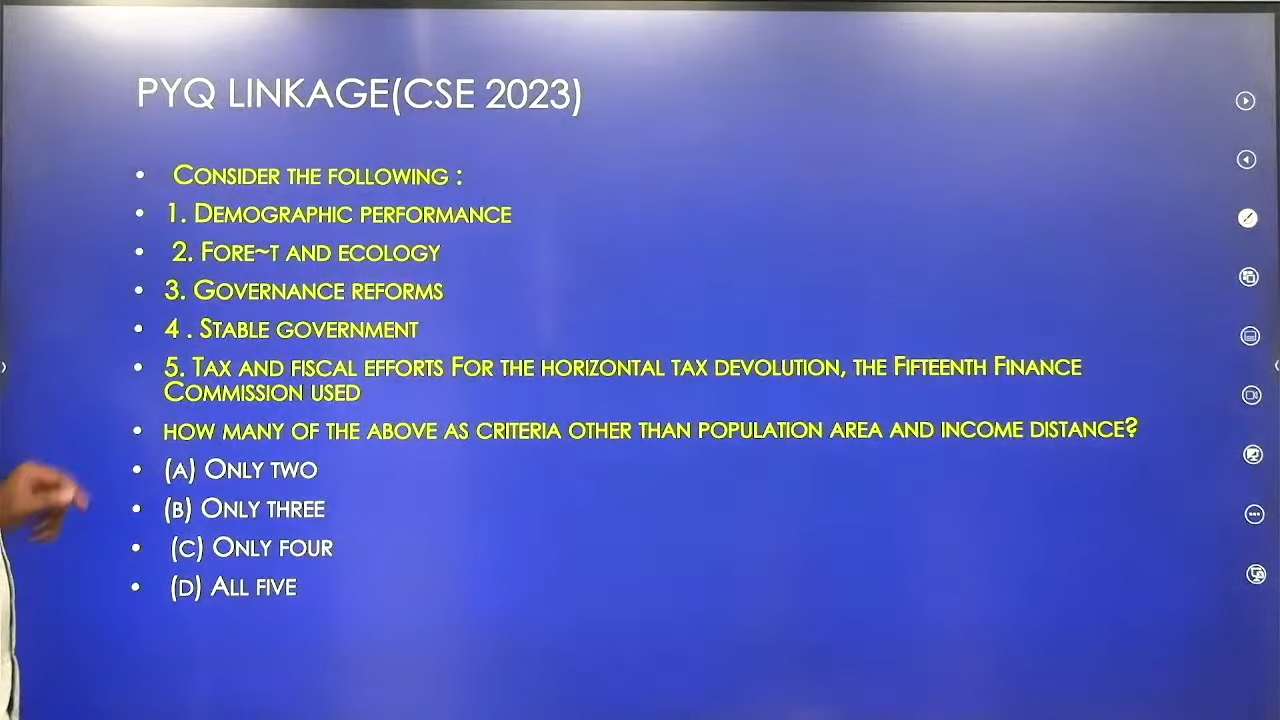 PYQ LINKAGE(CSE 2023)
• CONSIDER THE FOLLOWING :
• 1. DEMOGRAPHIC PERFORMANCE
• 2. FORE~T AND ECOLOGY
• 3. GOVERNANCE REFORMS
• 4 . STABLE GOVERNMENT
• 5. TAX AND FISCAL EFFORTS FOR THE HORIZONTAL TAX DEVOLUTION, THE FIFTEENTH FINANCE
COMMISSION USED
• HOW MANY OF THE ABOVE AS CRITERIA OTHER THAN POPULATION AREA AND INCOME DISTANCE?
• (A) ONLY TWO
• (B) ONLY THREE
• (C) ONLY FOUR
• (D) ALL FIVE